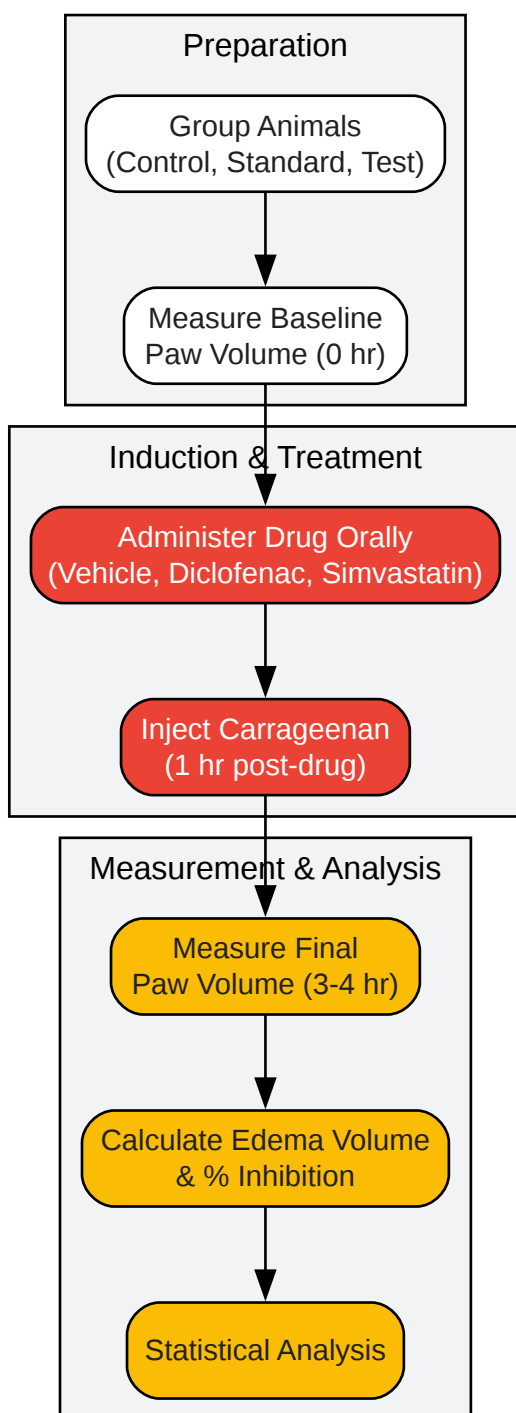 Preparation
Group Animals
(Control, Standard, Test)
Measure Baseline
Paw Volume (0 hr)
Induction & Treatment
Administer Drug Orally
(Vehicle, Diclofenac, Simvastatin)
Inject Carrageenan
(1 hr post-drug)
Measurement & Analysis
Measure Final
Paw Volume (3-4 hr)
Calculate Edema Volume
& % Inhibition
Statistical Analysis